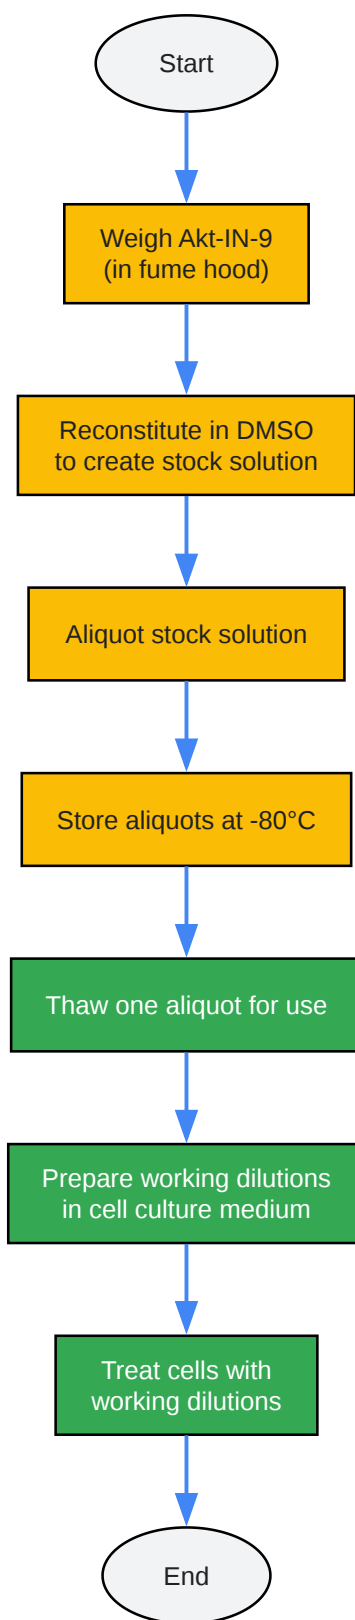 Start
Weigh Akt-IN-9
(in fume hood)
Reconstitute in DMSO
to create stock solution
Aliquot stock solution
Store aliquots at -80°C
Thaw one aliquot for use
Prepare working dilutions
in cell culture medium
Treat cells with
working dilutions
End